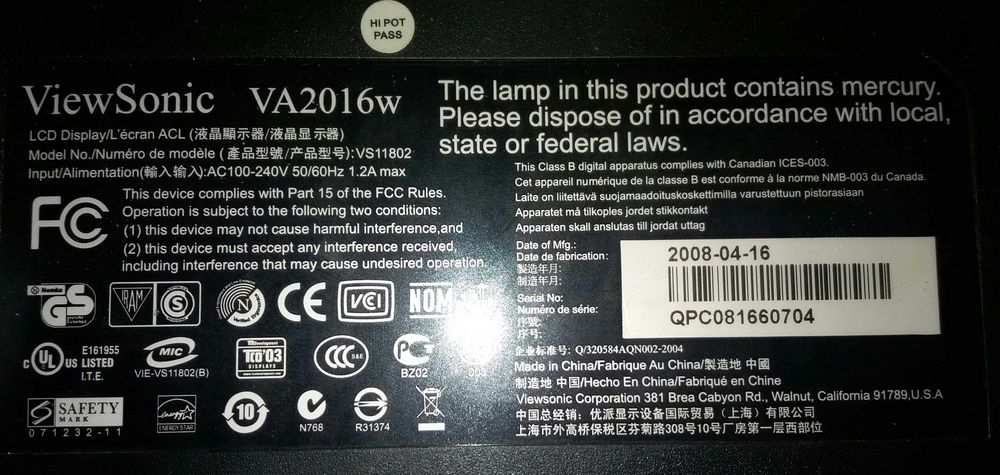 HI POT
PASS
ViewSonic VA2016w
LCD Display/L'écran ACL (液晶顯示器/液晶显示器)
Model No./Numéro de modèle (產品型號/产品型号):VS11802
Input/Alimentation(輸入输入):AC100-240V 50/60Hz 1.2A max
The lamp in this product contains mercury.
Please dispose of in accordance with local,
state or federal laws.
FC
This device complies with Part 15 of the FCC Rules.
Operation is subject to the following two conditions:
(1) this device may not cause harmful interference,and
(2) this device must accept any interference received,
including interference that may cause undesired operation.
This Class B digital apparatus complies with Canadian ICES-003.
Cet appareil numérique de la classe B est conforme à la norme NMB-003 du Canada.
Laite on liitettävä suojamaadoituskoskettimilla varustettuun pistorasiaan
Apparatet må tilkoples jordet stikkontakt
Apparaten skall anslutas till jordat uttag
Date of Mfg.:
Date de fabrication:
製造年月:
制造年月:
2008-04-16
Serial No:
Numéro de série:
序號:
序号:
QPC081660704
Nemko
GS
IRAM
S
N
CE
VCI
NOM
c UL US LISTED
E161955
I.T.E.
MIC
VIE-VS11802(B)
TCO'03
DISPLAYS
CCC S&E
PG
BZ02
003
S SAFETY
MARK
071232-11
ENERGY STAR
10
N768
R31374
企业标准号: Q/320584AQN002-2004
Made in China/Fabrique Au China/製造地 中國
制造地 中国/Hecho En China/Fabriqué en Chine
Viewsonic Corporation 381 Brea Cabyon Rd., Walnut, California 91789,U.S.A
中国总经销: 优派显示设备国际贸易（上海）有限公司
上海市外高桥保税区芬菊路308号10号厂房第一层西部位